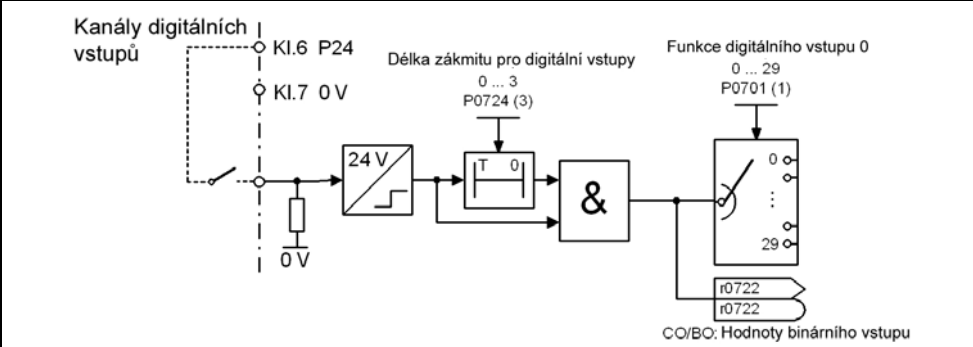 Kanály digitálních
vstupů
Kl.6 P24
Kl.7 0 V
Délka zákmitu pro digitální vstupy
0 ... 3
P0724 (3)
Funkce digitálního vstupu 0
0 ... 29
P0701 (1)
24 V
T 0
&
0
⋮
29
0 V
r0722
r0722
CO/BO: Hodnoty binárního vstupu